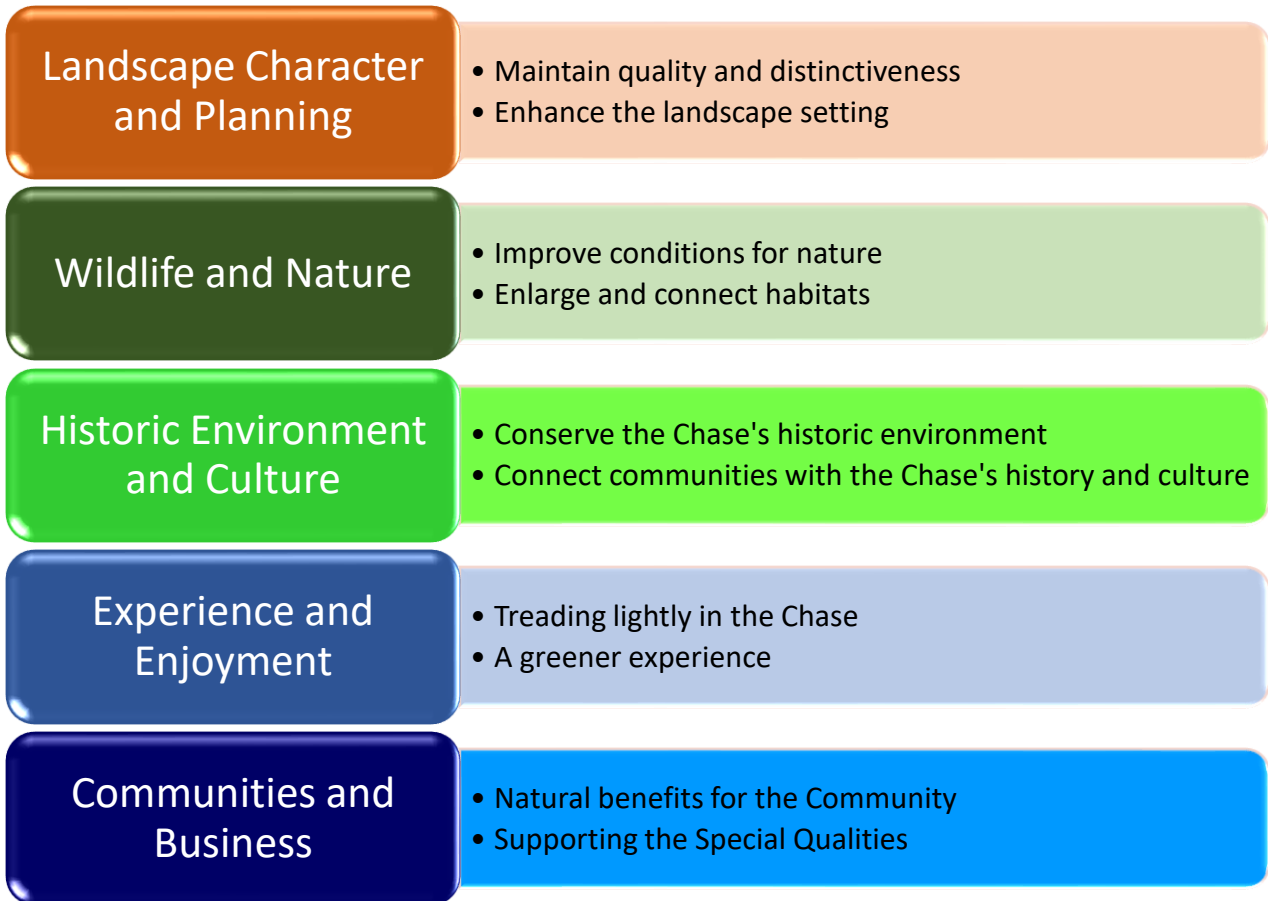 Landscape Character
and Planning
• Maintain quality and distinctiveness
• Enhance the landscape setting
Wildlife and Nature
• Improve conditions for nature
• Enlarge and connect habitats
Historic Environment
and Culture
• Conserve the Chase's historic environment
• Connect communities with the Chase's history and culture
Experience and
Enjoyment
• Treading lightly in the Chase
• A greener experience
Communities and
Business
• Natural benefits for the Community
• Supporting the Special Qualities